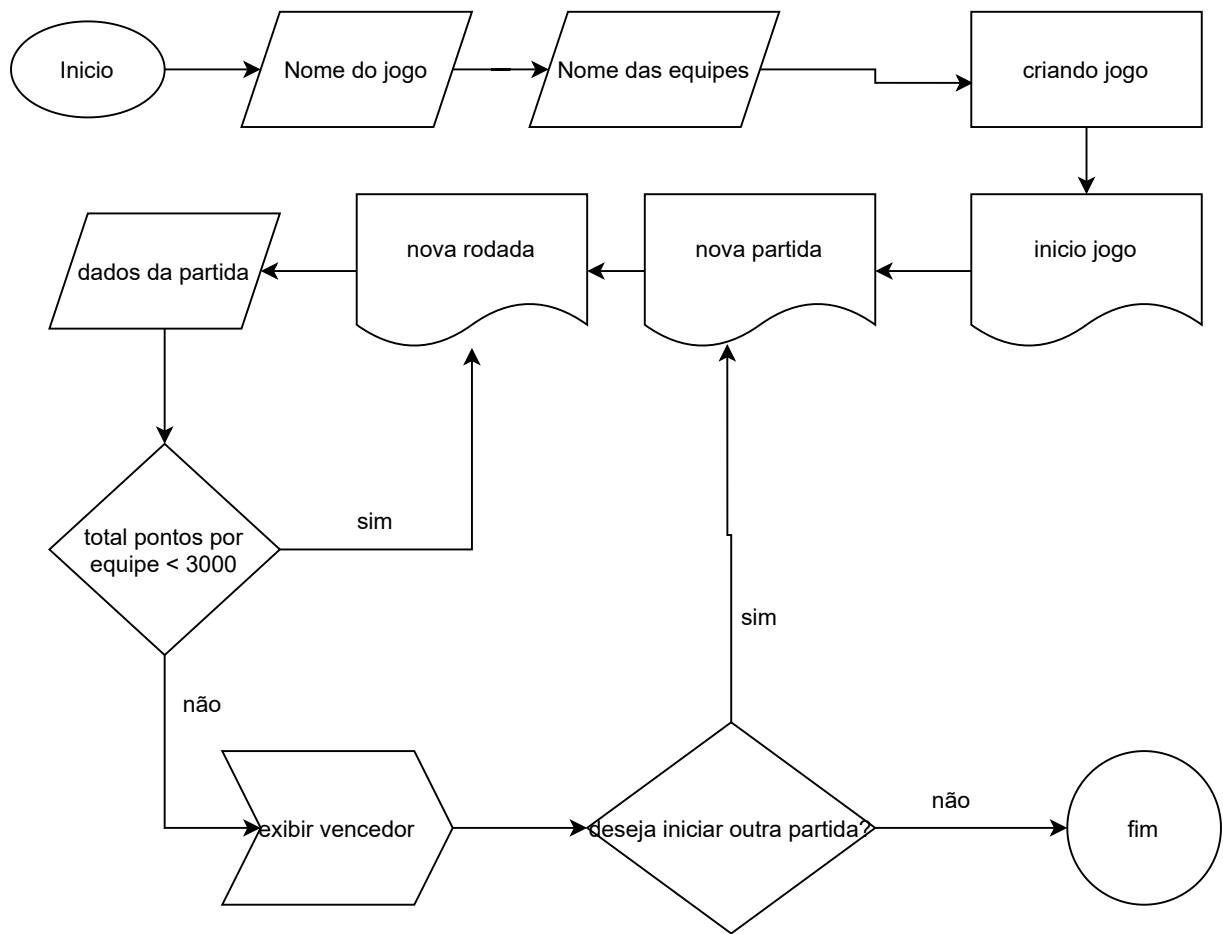 Inicio
Nome do jogo
Nome das equipes
criando jogo
inicio jogo
nova partida
nova rodada
dados da partida
total pontos por
equipe < 3000
sim
não
exibir vencedor
deseja iniciar outra partida?
sim
não
fim